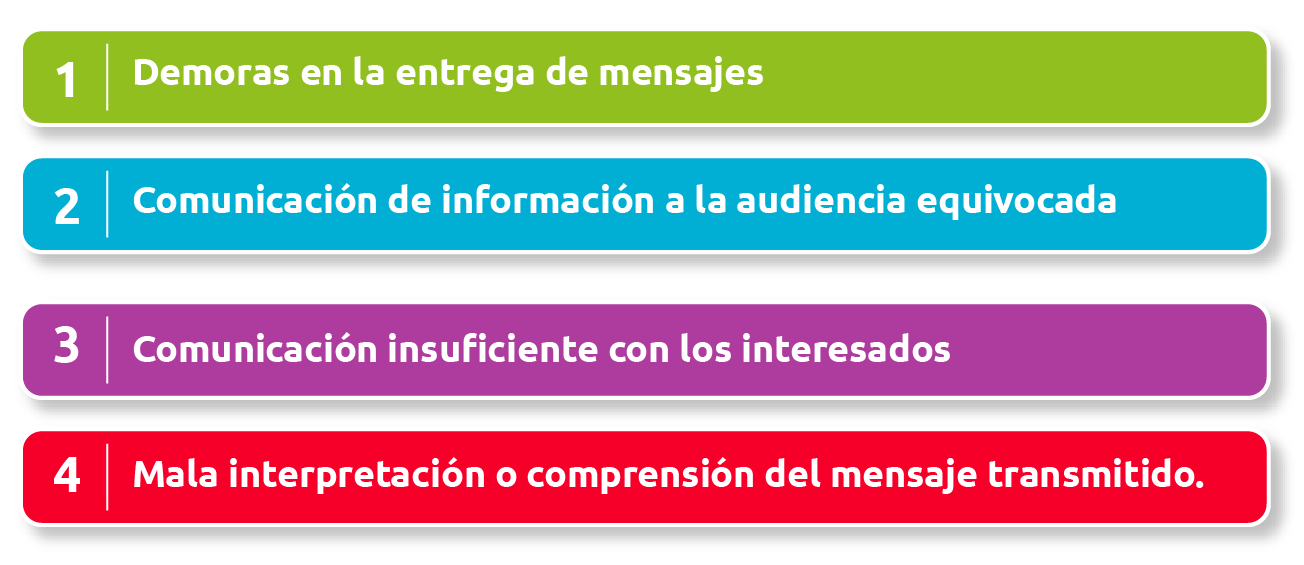 1 Demoras en la entrega de mensajes
2 Comunicación de información a la audiencia equivocada
3 Comunicación insuficiente con los interesados
4 Mala interpretación o comprensión del mensaje transmitido.